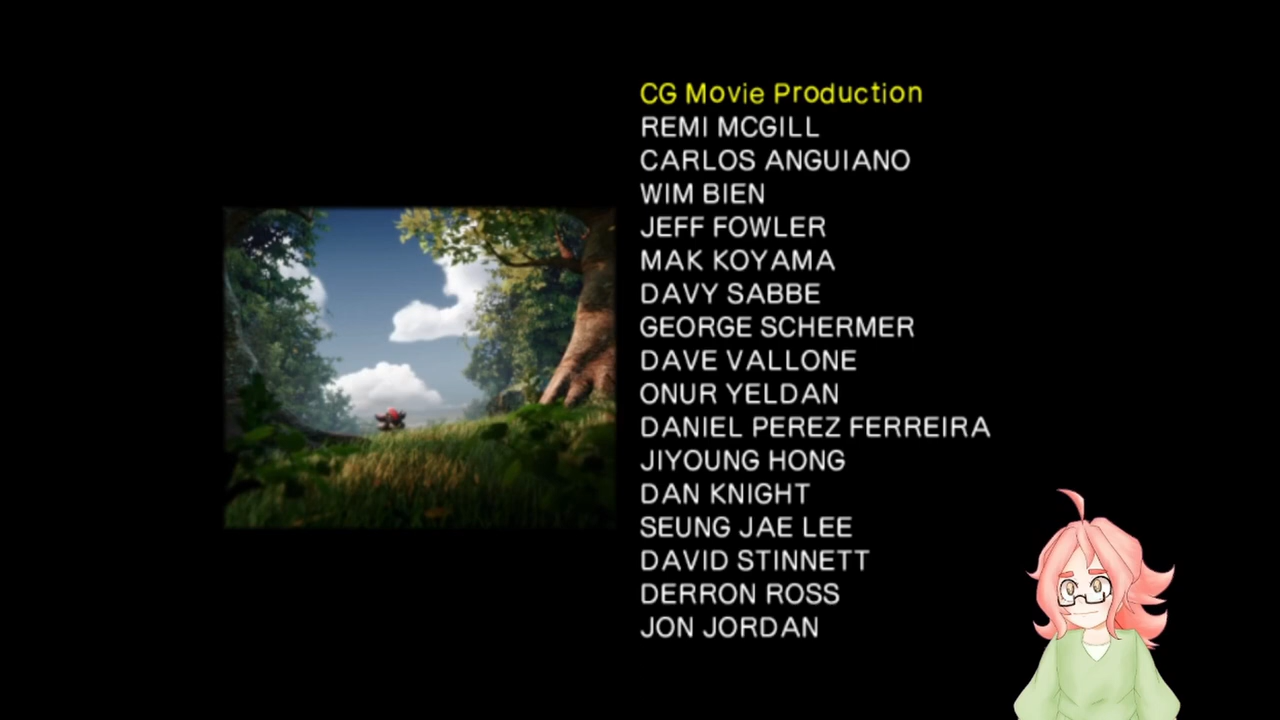 CG Movie Production
REMI MCGILL
CARLOS ANGUIANO
WIM BIEN
JEFF FOWLER
MAK KOYAMA
DAVY SABBE
GEORGE SCHERMER
DAVE VALLONE
ONUR YELDAN
DANIEL PEREZ FERREIRA
JIYOUNG HONG
DAN KNIGHT
SEUNG JAE LEE
DAVID STINNETT
DERRON ROSS
JON JORDAN